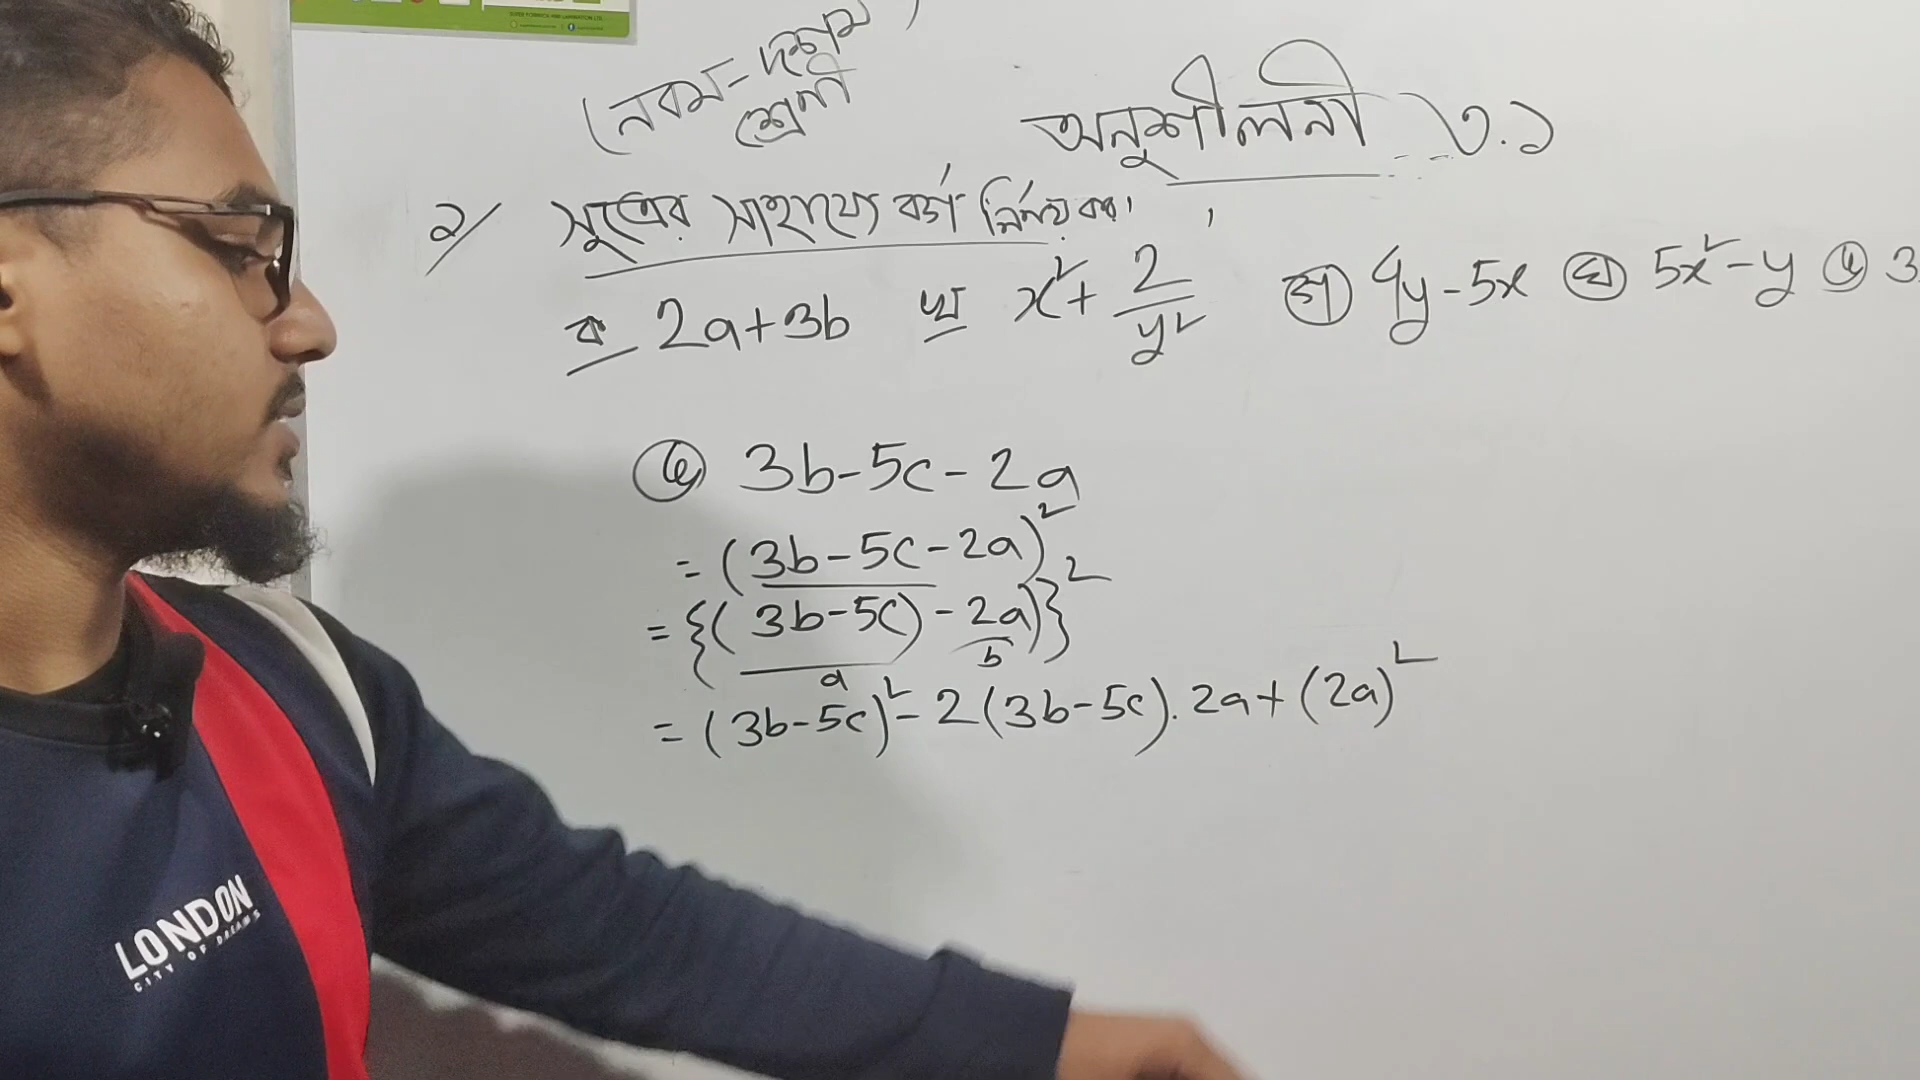 (নবম-দশম
শ্রেণী
অনুশীলনী ৩.১
২/ সূত্রের সাহায্যে বর্গ নির্ণয় কর।
ক 2a+3b খ x²+ 2/y² গ 4y-5x ঘ 5x²-y ঙ 3
ঙ 3b-5c-2a
= (3b-5c-2a)²
= {(3b-5c)-2a)}²
a b
= (3b-5c)²-2(3b-5c).2a+(2a)²
LONDON
CITY OF DREAMS